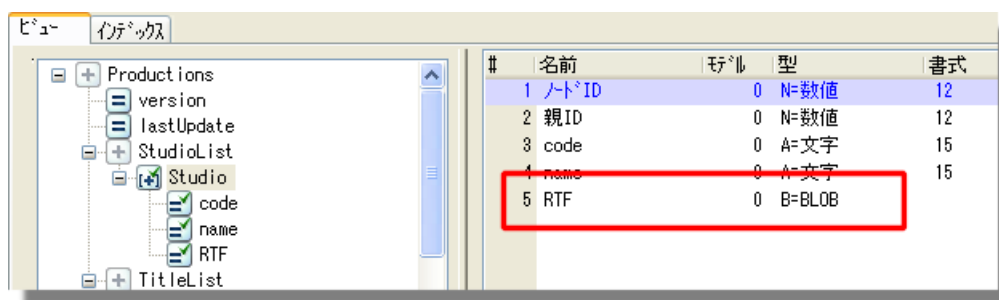 ビュー インデックス
Productions
version
lastUpdate
StudioList
Studio
code
name
RTF
TitleList
# 名前 モデル 型 書式
1 ノードID 0 N=数値 12
2 親ID 0 N=数値 12
3 code 0 A=文字 15
4 name 0 A=文字 15
5 RTF 0 B=BLOB